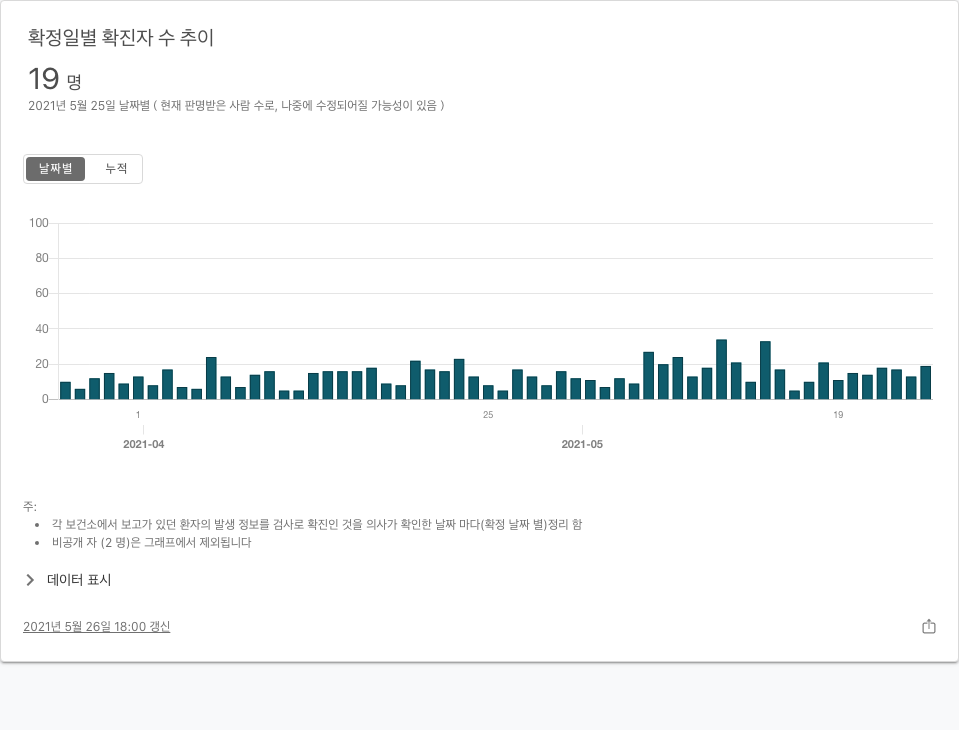 확정일별 확진자 수 추이
19 명
2021년 5월 25일 날짜별 ( 현재 판명받은 사람 수로, 나중에 수정되어질 가능성이 있음 )
날짜별 누적
100
80
60
40
20
0
1 25 19
2021-04 2021-05
주:
각 보건소에서 보고가 있던 환자의 발생 정보를 검사로 확진인 것을 의사가 확인한 날짜 마다(확정 날짜 별)정리 함
비공개 자 (2 명)은 그래프에서 제외됩니다
데이터 표시
2021년 5월 26일 18:00 갱신